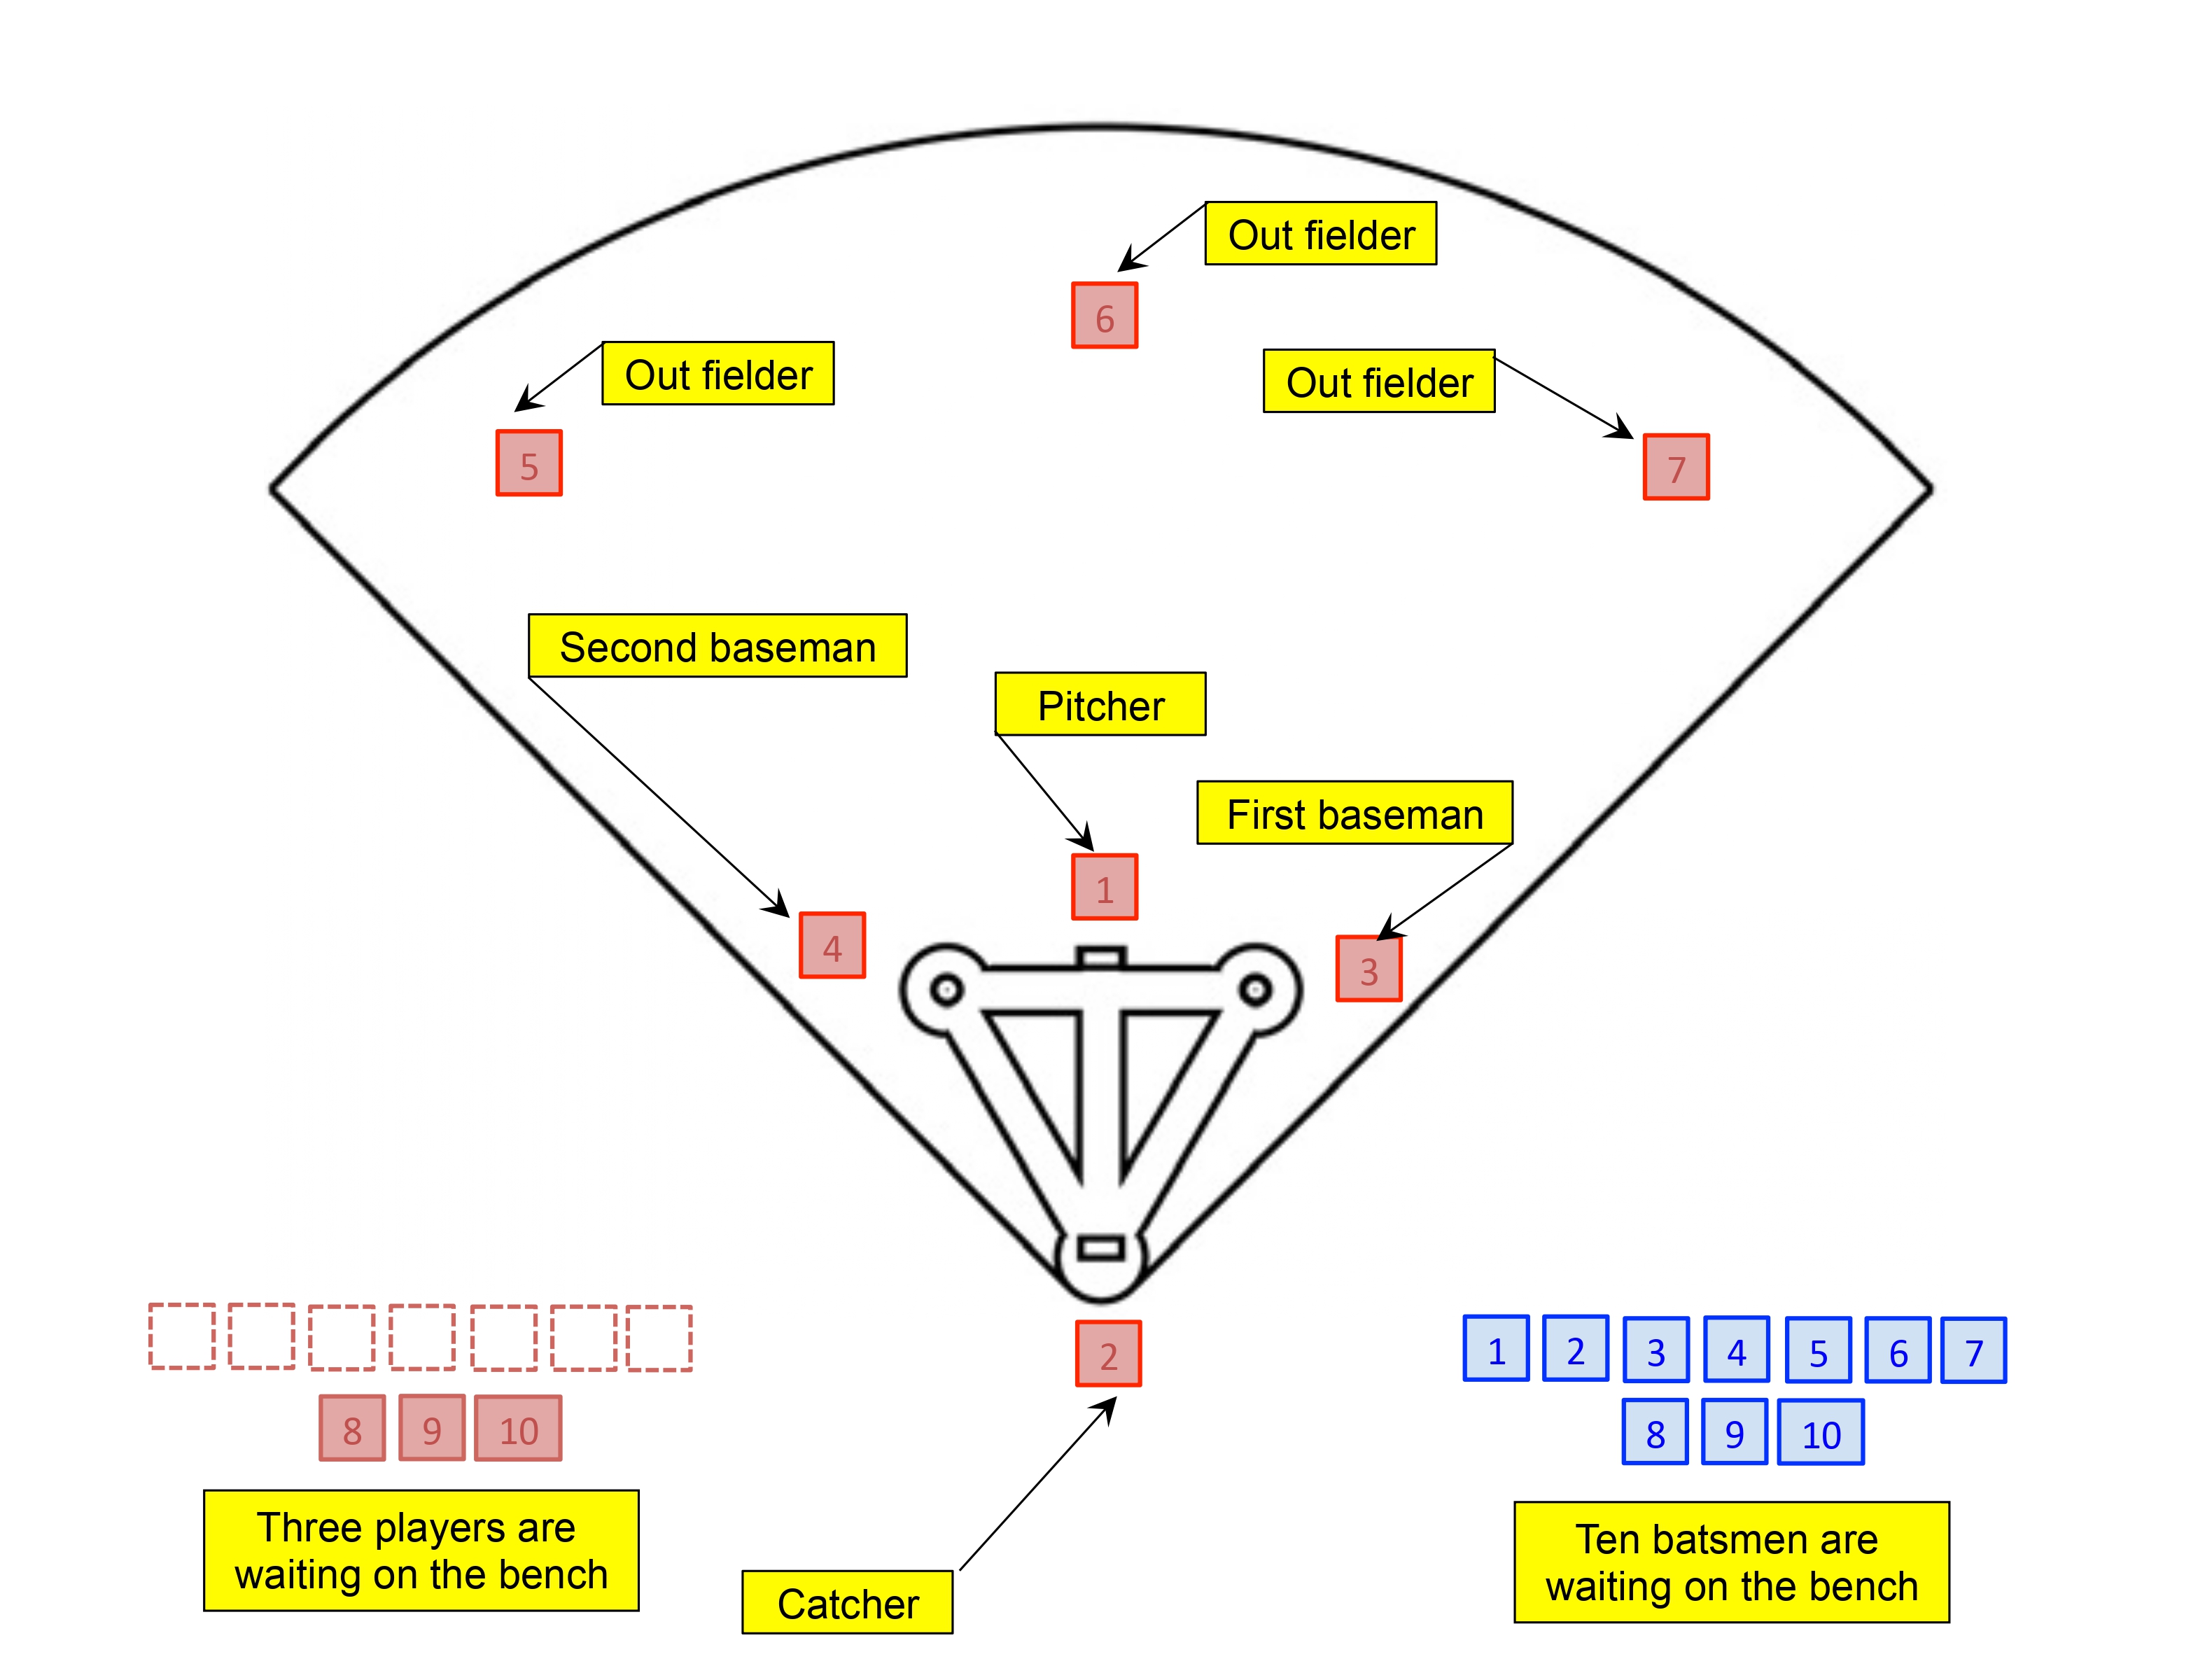 Out fielder
6
Out fielder
Out fielder
5
7
Second baseman
Pitcher
First baseman
1
4
3
2
1 2 3 4 5 6 7
8 9 10
8 9 10
Three players are
waiting on the bench
Ten batsmen are
waiting on the bench
Catcher